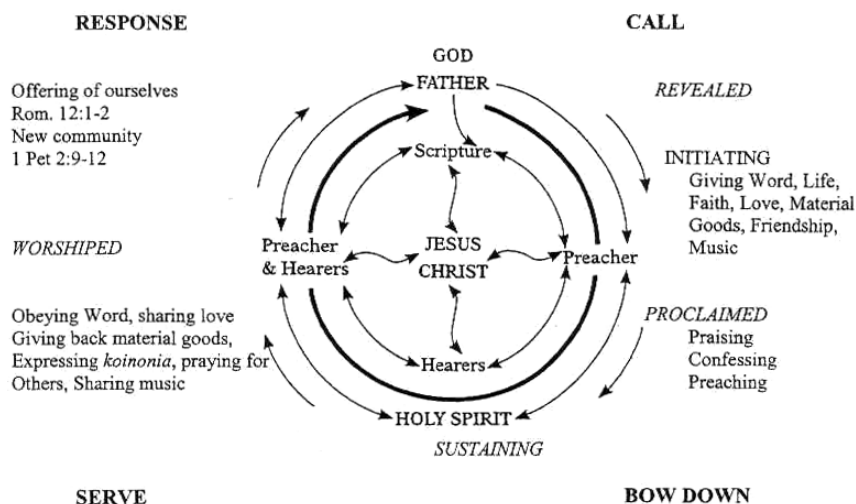 RESPONSE
CALL
GOD
FATHER
Offering of ourselves
Rom. 12:1-2
New community
1 Pet 2:9-12
REVEALED
Scripture
INITIATING
Giving Word, Life,
Faith, Love, Material
Goods, Friendship,
Music
WORSHIPED
Preacher
& Hearers
JESUS
CHRIST
Preacher
Obeying Word, sharing love
Giving back material goods,
Expressing koinonia, praying for
Others, Sharing music
PROCLAIMED
Praising
Confessing
Preaching
Hearers
HOLY SPIRIT
SUSTAINING
SERVE
BOW DOWN